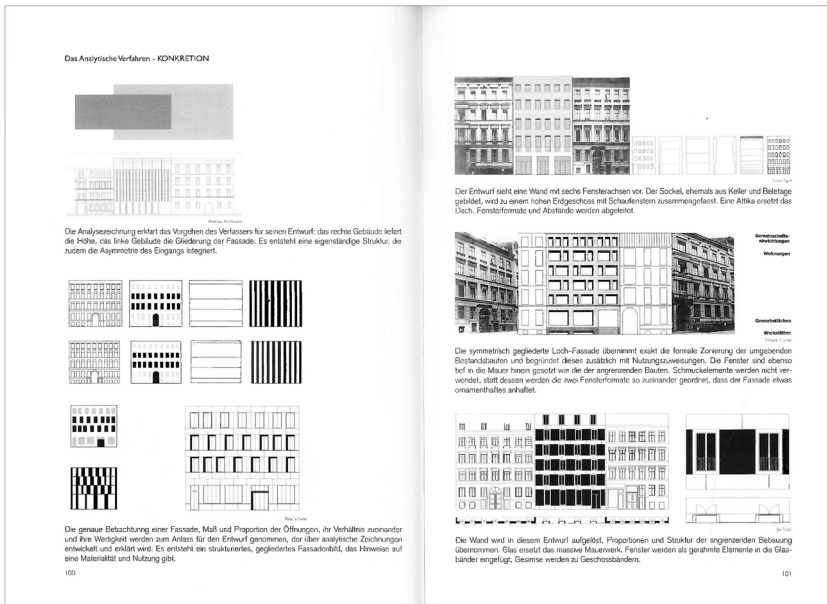 Das Analytische Verfahren - KONKRETION
Die Analysezeichnung erklärt das Vorgehen des Verfassers für seinen Entwurf: das rechte Gebäude liefert
die Höhe, das linke Gebäude die Gliederung der Fassade. Es entsteht eine eigenständige Struktur, die
zudem die Asymmetrie des Eingangs integriert.
Die genaue Betrachtung einer Fassade, Maß und Proportion der Öffnungen, ihr Verhältnis zueinander
und ihre Wertigkeit werden zum Anlass für den Entwurf genommen, der über analytische Zeichnungen
entwickelt und erklärt wird. Es entsteht ein strukturiertes, gegliedertes Fassadenbild, das Hinweise auf
eine Materialität und Nutzung gibt.
100
Der Entwurf sieht eine Wand mit sechs Fensterachsen vor. Der Sockel, ehemals aus Keller und Beletage
gebildet, wird zu einem hohen Erdgeschoss mit Schaufenstern zusammengefasst. Eine Attika ersetzt das
Dach. Fensterformate und Abstände werden abgeleitet.
Gemeinschafts-
einrichtungen
Wohnungen
Gewerbeflächen
Werkstätten
Die symmetrisch gegliederte Loch-Fassade übernimmt exakt die formale Zonierung der umgebenden
Bestandsbauten und begründet dieses zusätzlich mit Nutzungszuweisungen. Die Fenster sind ebenso
tief in die Mauer hinein gesetzt wie die der angrenzenden Bauten. Schmuckelemente werden nicht ver-
wendet, statt dessen werden die zwei Fensterformate so zueinander geordnet, dass der Fassade etwas
ornamenthaftes anhaftet.
Die Wand wird in diesem Entwurf aufgelöst, Proportionen und Struktur der angrenzenden Bebauung
übernommen. Glas ersetzt das massive Mauerwerk. Fenster werden als gerahmte Elemente in die Glas-
bänder eingefügt, Gesimse werden zu Geschossbändern.
101